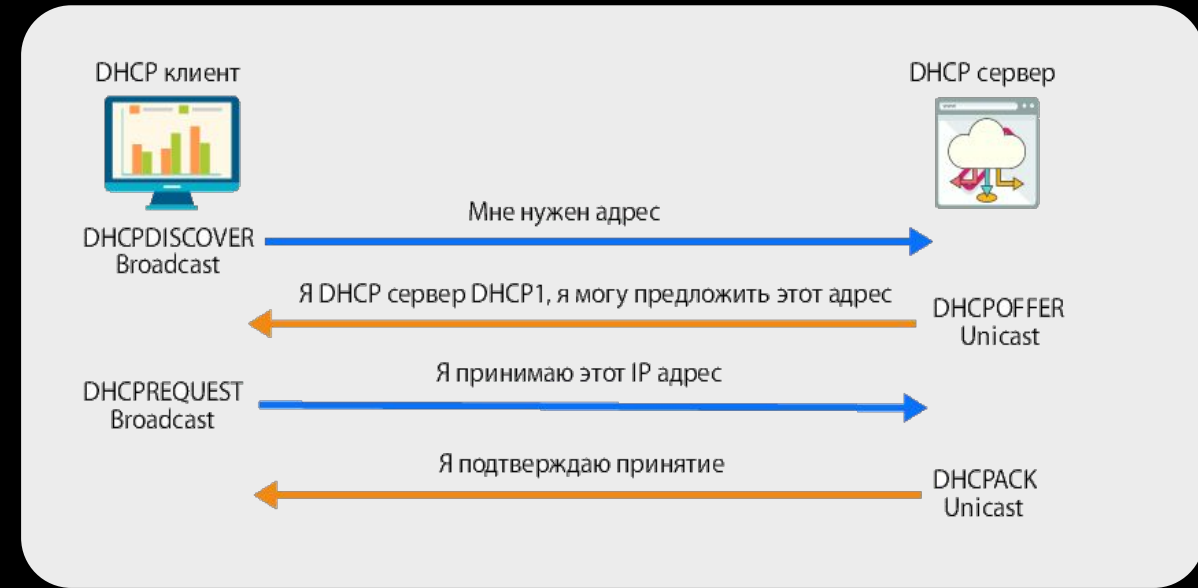 DHCP клиент
DHCP сервер
Мне нужен адрес
DHCPDISCOVER
Broadcast
Я DHCP сервер DHCP1, я могу предложить этот адрес
DHCPOFFER
Unicast
Я принимаю этот IP адрес
DHCPREQUEST
Broadcast
Я подтверждаю принятие
DHCPACK
Unicast